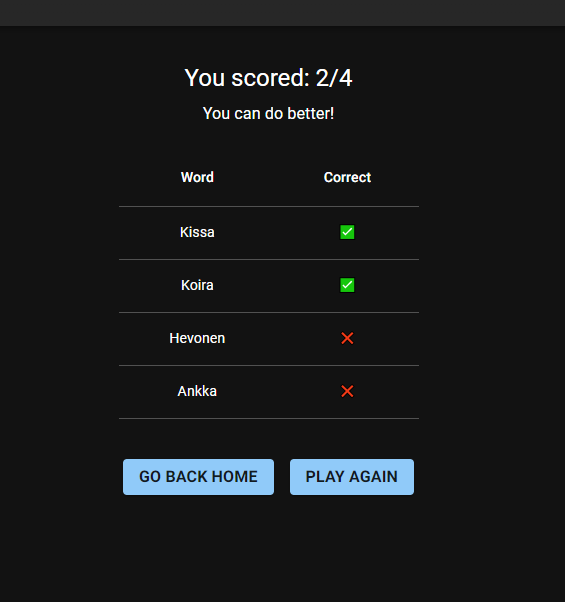 You scored: 2/4
You can do better!
Word Correct
Kissa ✅
Koira ✅
Hevonen ❌
Ankka ❌
GO BACK HOME PLAY AGAIN